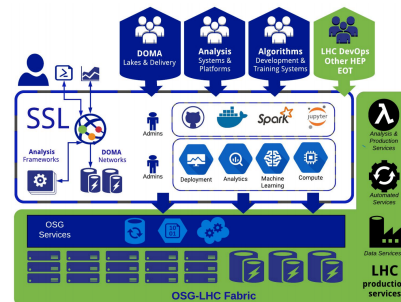 DOMA
Lakes & Delivery
Analysis
Systems &
Platforms
Algorithms
Development &
Training Systems
LHC DevOps
Other HEP
EOT
SSL
Analysis
Frameworks
DOMA
Networks
Admins
Spark
jupyter
Admins
Deployment
Analytics
Machine
Learning
Compute
λ
Analysis &
Production
Services
Automated
Services
Data Services
LHC
production
services
OSG
Services
OSG-LHC Fabric